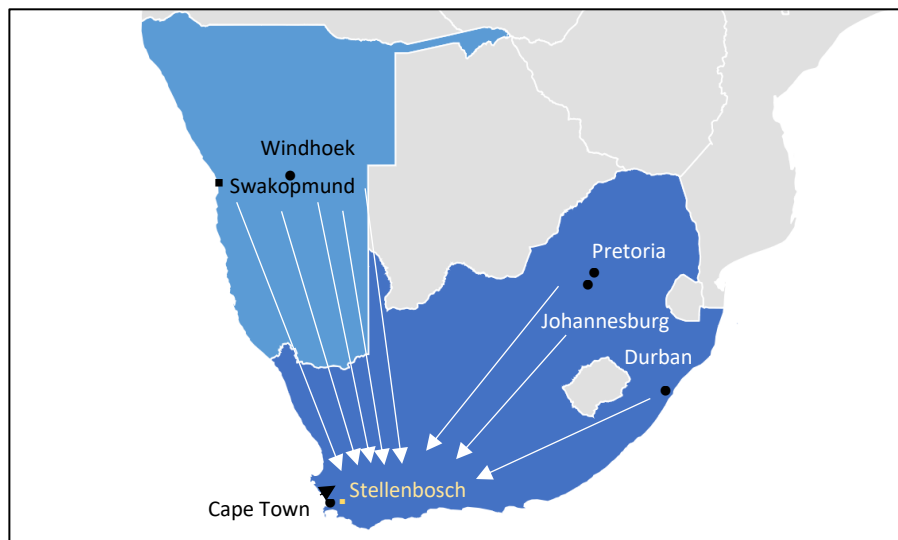 Windhoek
Swakopmund
Pretoria
Johannesburg
Durban
Stellenbosch
Cape Town